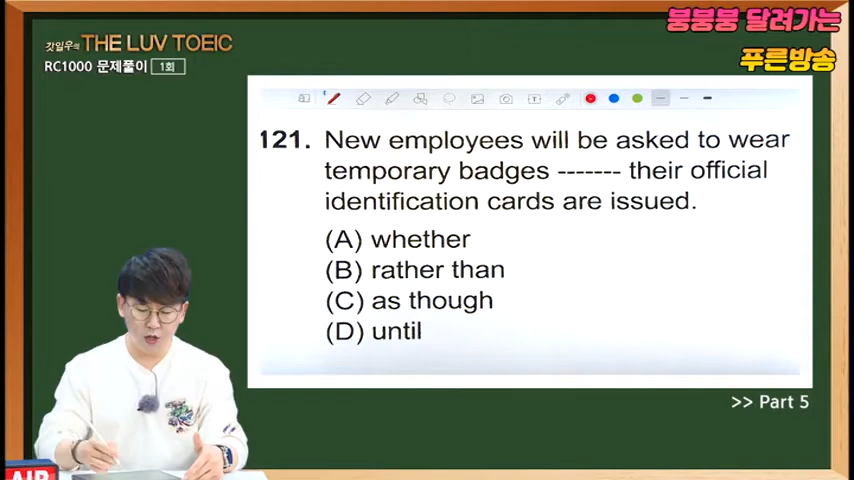 붕붕붕 달려가는
푸른방송
갓일우의 THE LUV TOEIC
RC1000 문제풀이 1회
121. New employees will be asked to wear
temporary badges ------- their official
identification cards are issued.
(A) whether
(B) rather than
(C) as though
(D) until
>> Part 5
AIR